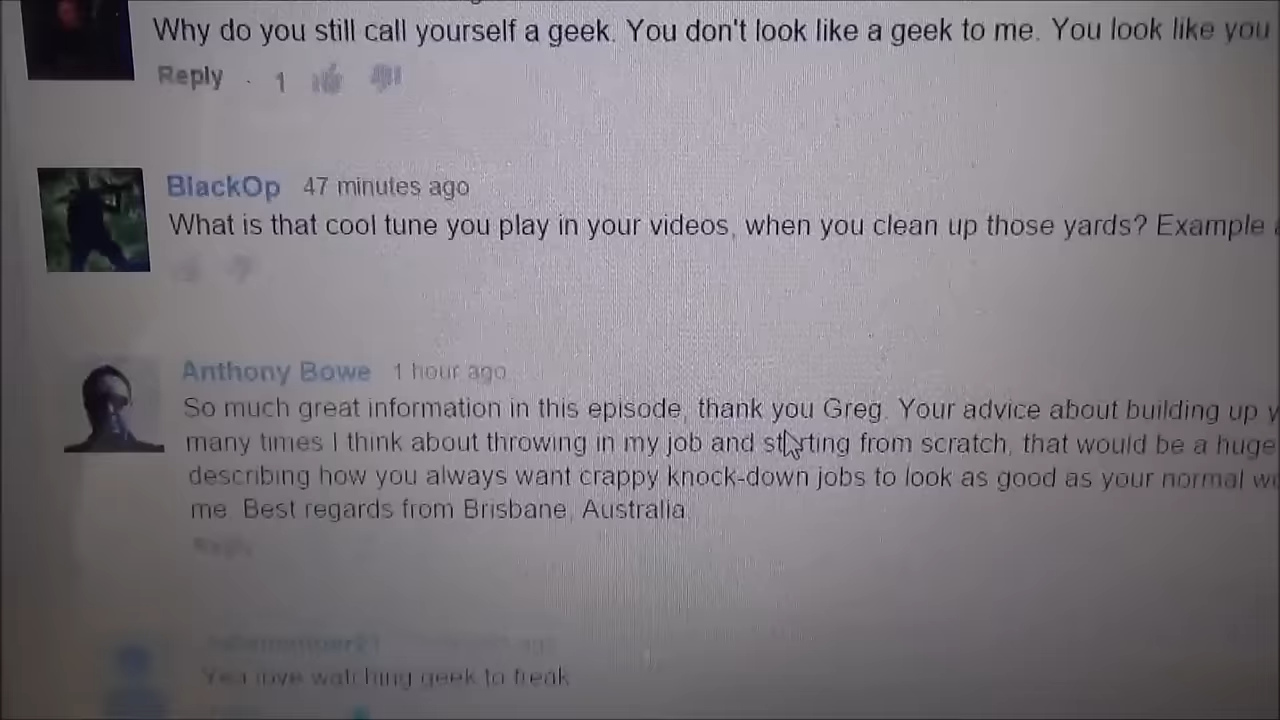 Why do you still call yourself a geek. You don't look like a geek to me. You look like you
Reply · 1
BlackOp 47 minutes ago
What is that cool tune you play in your videos, when you clean up those yards? Example
Anthony Bowe 1 hour ago
So much great information in this episode, thank you Greg. Your advice about building up
many times I think about throwing in my job and starting from scratch, that would be a huge
describing how you always want crappy knock-down jobs to look as good as your normal
me. Best regards from Brisbane, Australia.
Reply
Yea love watching geek to freak